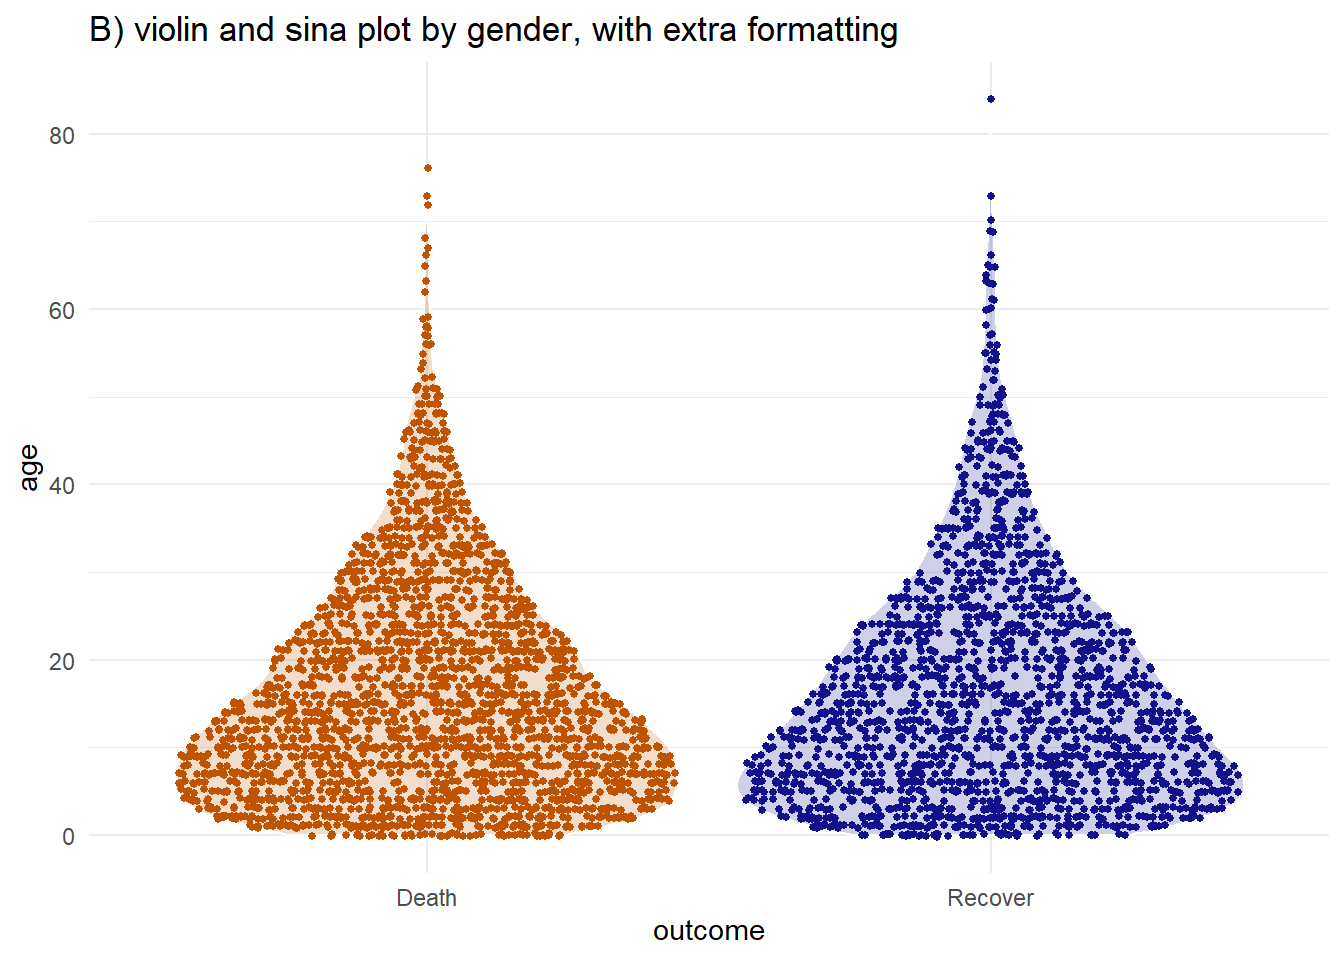 B) violin and sina plot by gender, with extra formatting
80
60
age
40
20
0
Death
Recover
outcome